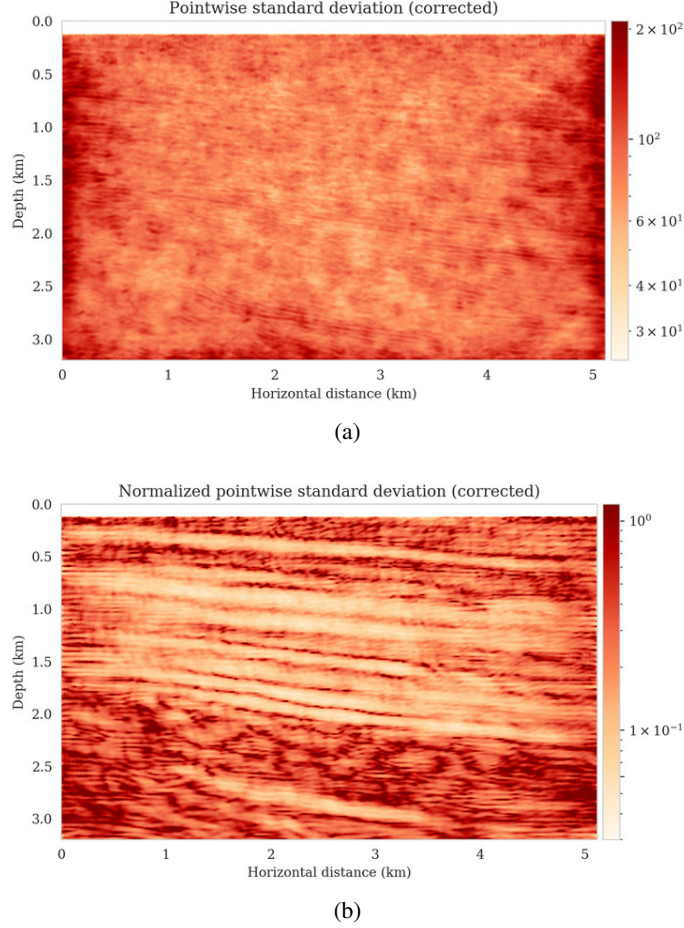 Pointwise standard deviation (corrected)
0.0
0.5
1.0
1.5
2.0
2.5
3.0
Depth (km)
0 1 2 3 4 5
Horizontal distance (km)
2 × 10²
10²
6 × 10¹
4 × 10¹
3 × 10¹
(a)
Normalized pointwise standard deviation (corrected)
0.0
0.5
1.0
1.5
2.0
2.5
3.0
Depth (km)
0 1 2 3 4 5
Horizontal distance (km)
10⁰
1 × 10⁻¹
(b)